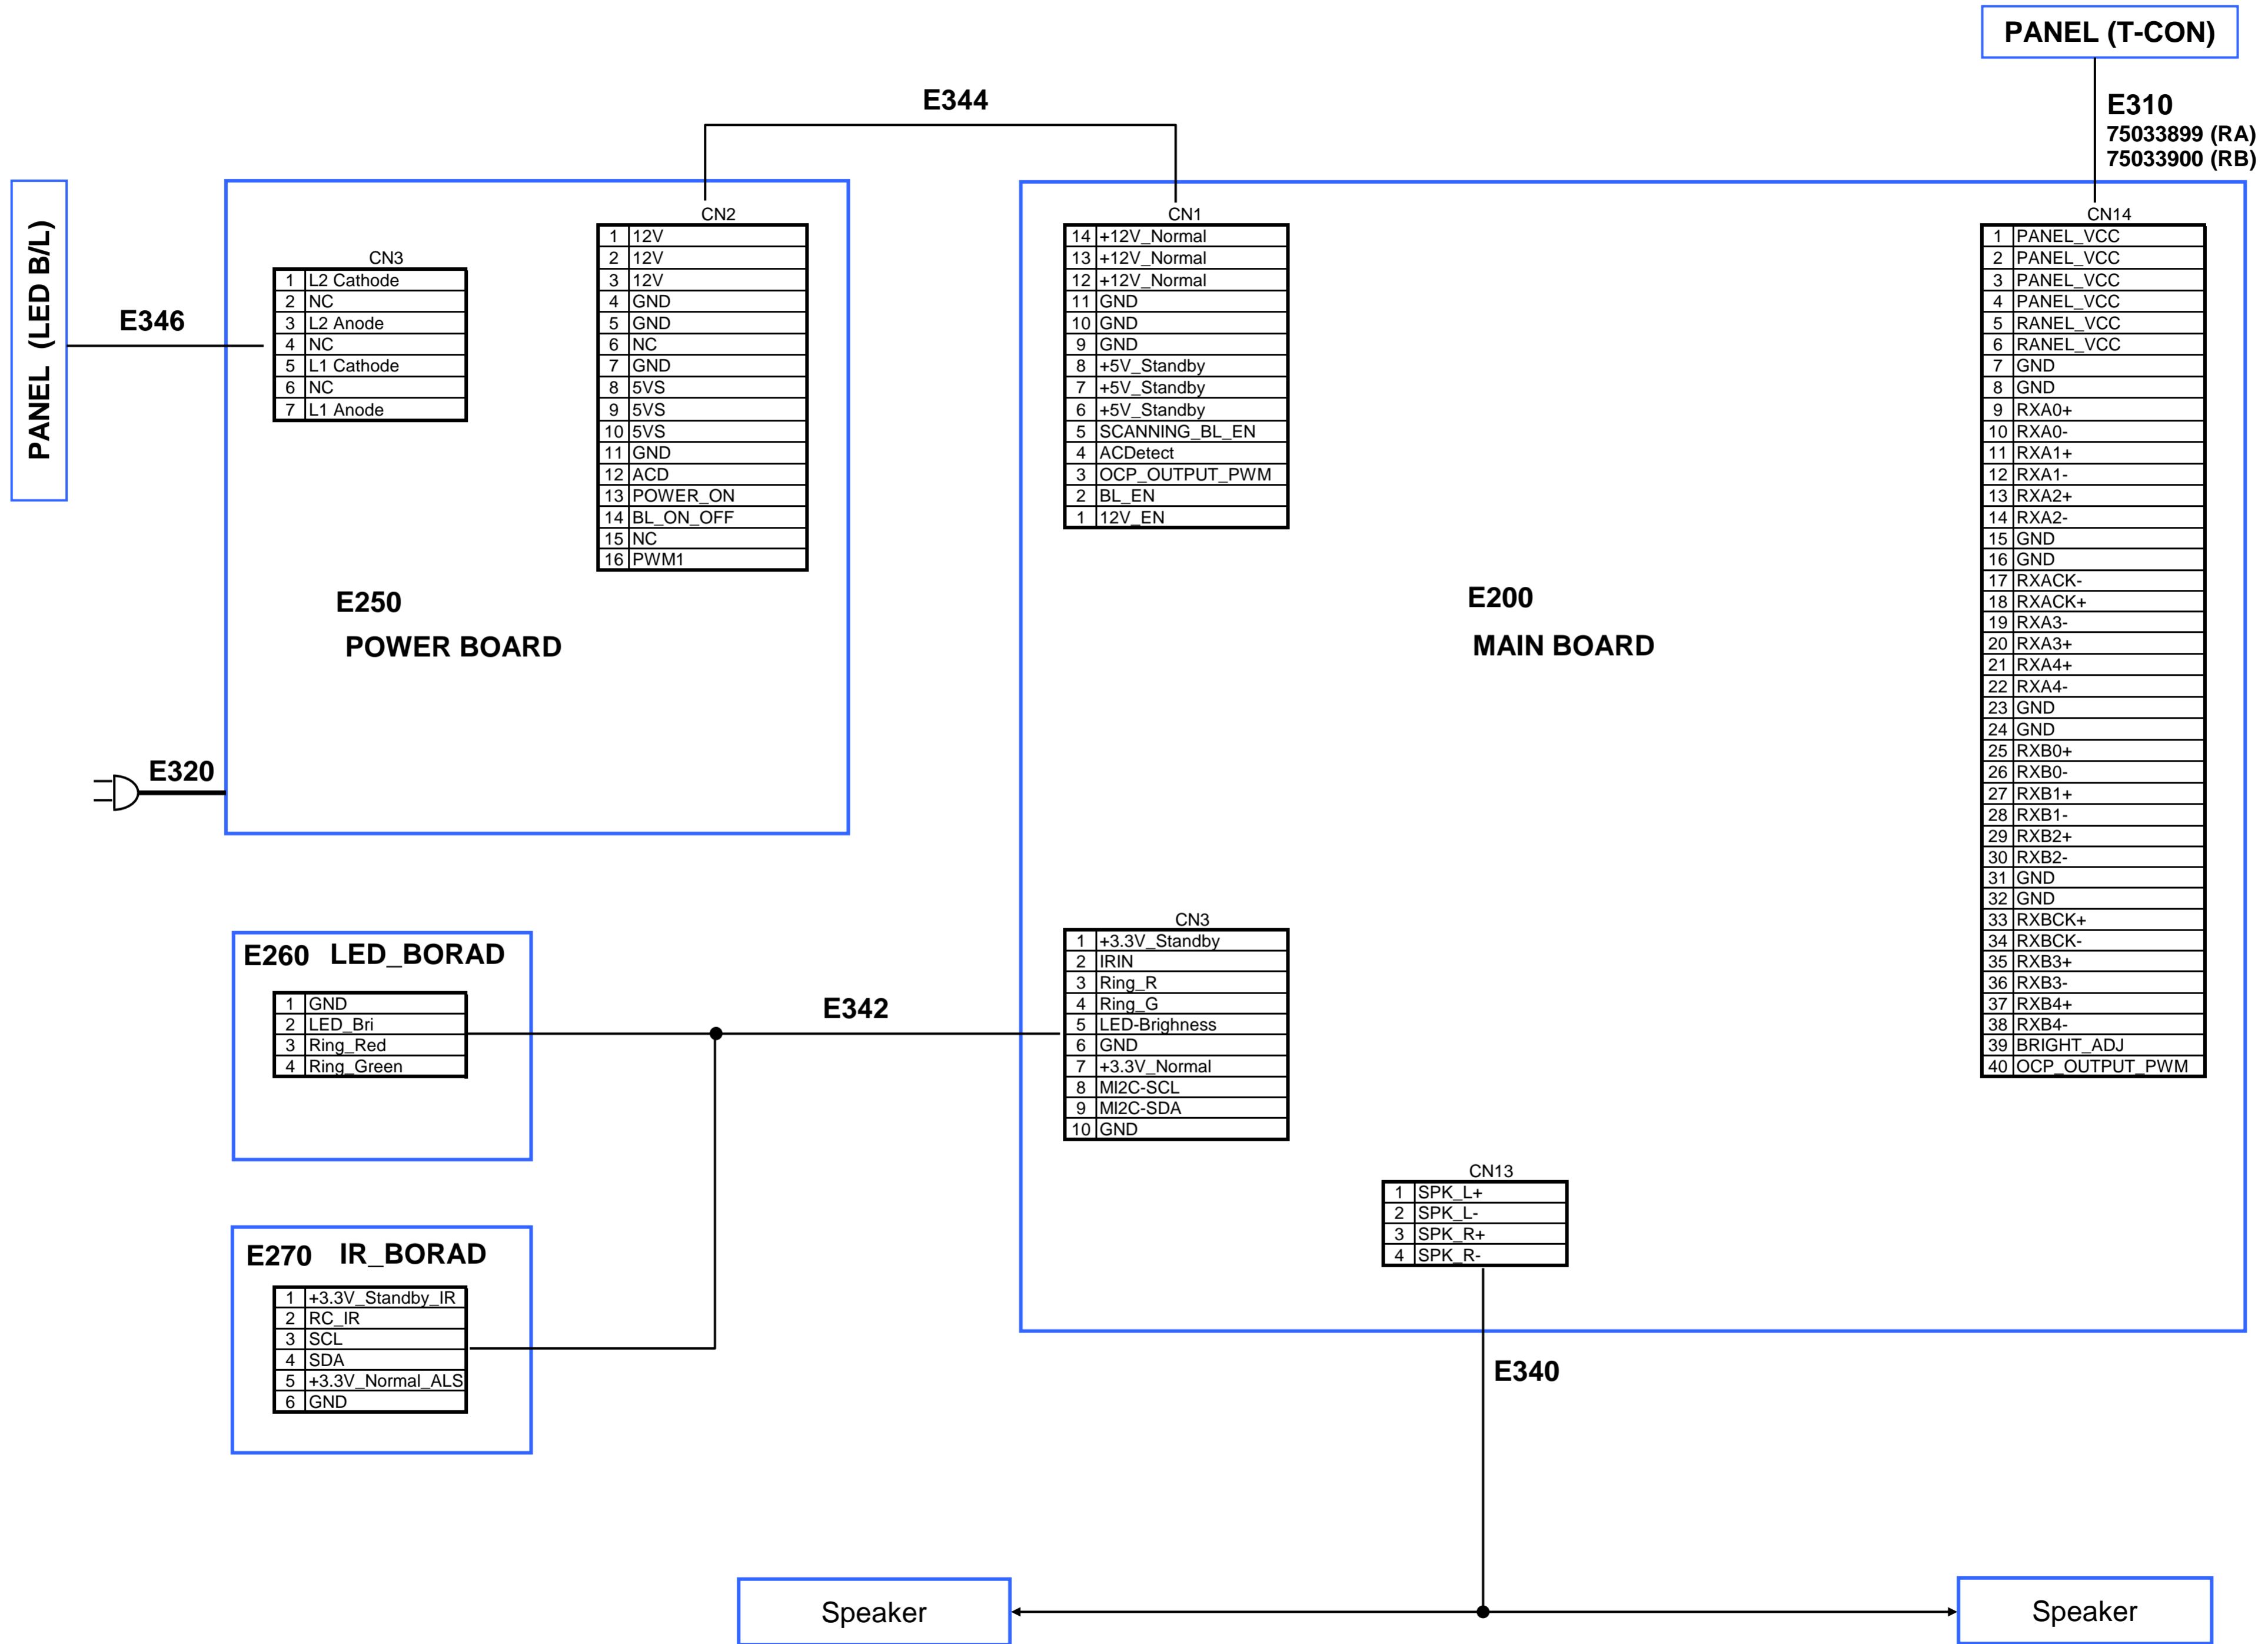 PANEL (T-CON)
E310
75033899 (RA)
75033900 (RB)
E344
PANEL (LED B/L)
E346
CN3
1 L2 Cathode
2 NC
3 L2 Anode
4 NC
5 L1 Cathode
6 NC
7 L1 Anode
CN2
1 12V
2 12V
3 12V
4 GND
5 GND
6 NC
7 GND
8 5VS
9 5VS
10 5VS
11 GND
12 ACD
13 POWER_ON
14 BL_ON_OFF
15 NC
16 PWM1
E250
POWER BOARD
E320
CN1
14 +12V_Normal
13 +12V_Normal
12 +12V_Normal
11 GND
10 GND
9 GND
8 +5V_Standby
7 +5V_Standby
6 +5V_Standby
5 SCANNING_BL_EN
4 ACDetect
3 OCP_OUTPUT_PWM
2 BL_EN
1 12V_EN
E200
MAIN BOARD
CN14
1 PANEL_VCC
2 PANEL_VCC
3 PANEL_VCC
4 PANEL_VCC
5 RANEL_VCC
6 RANEL_VCC
7 GND
8 GND
9 RXA0+
10 RXA0-
11 RXA1+
12 RXA1-
13 RXA2+
14 RXA2-
15 GND
16 GND
17 RXACK-
18 RXACK+
19 RXA3-
20 RXA3+
21 RXA4+
22 RXA4-
23 GND
24 GND
25 RXB0+
26 RXB0-
27 RXB1+
28 RXB1-
29 RXB2+
30 RXB2-
31 GND
32 GND
33 RXBCK+
34 RXBCK-
35 RXB3+
36 RXB3-
37 RXB4+
38 RXB4-
39 BRIGHT_ADJ
40 OCP_OUTPUT_PWM
E260 LED_BORAD
1 GND
2 LED_Bri
3 Ring_Red
4 Ring_Green
E342
CN3
1 +3.3V_Standby
2 IRIN
3 Ring_R
4 Ring_G
5 LED-Brighness
6 GND
7 +3.3V_Normal
8 MI2C-SCL
9 MI2C-SDA
10 GND
E270 IR_BORAD
1 +3.3V_Standby_IR
2 RC_IR
3 SCL
4 SDA
5 +3.3V_Normal_ALS
6 GND
CN13
1 SPK_L+
2 SPK_L-
3 SPK_R+
4 SPK_R-
E340
Speaker
Speaker